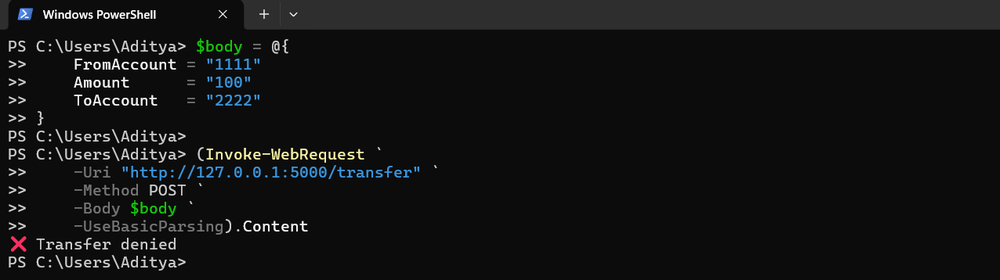 Windows PowerShell
PS C:\Users\Aditya> $body = @{
>>     FromAccount = "1111"
>>     Amount      = "100"
>>     ToAccount   = "2222"
>> }
PS C:\Users\Aditya>
PS C:\Users\Aditya> (Invoke-WebRequest `
>>     -Uri "http://127.0.0.1:5000/transfer" `
>>     -Method POST `
>>     -Body $body `
>>     -UseBasicParsing).Content
❌ Transfer denied
PS C:\Users\Aditya>